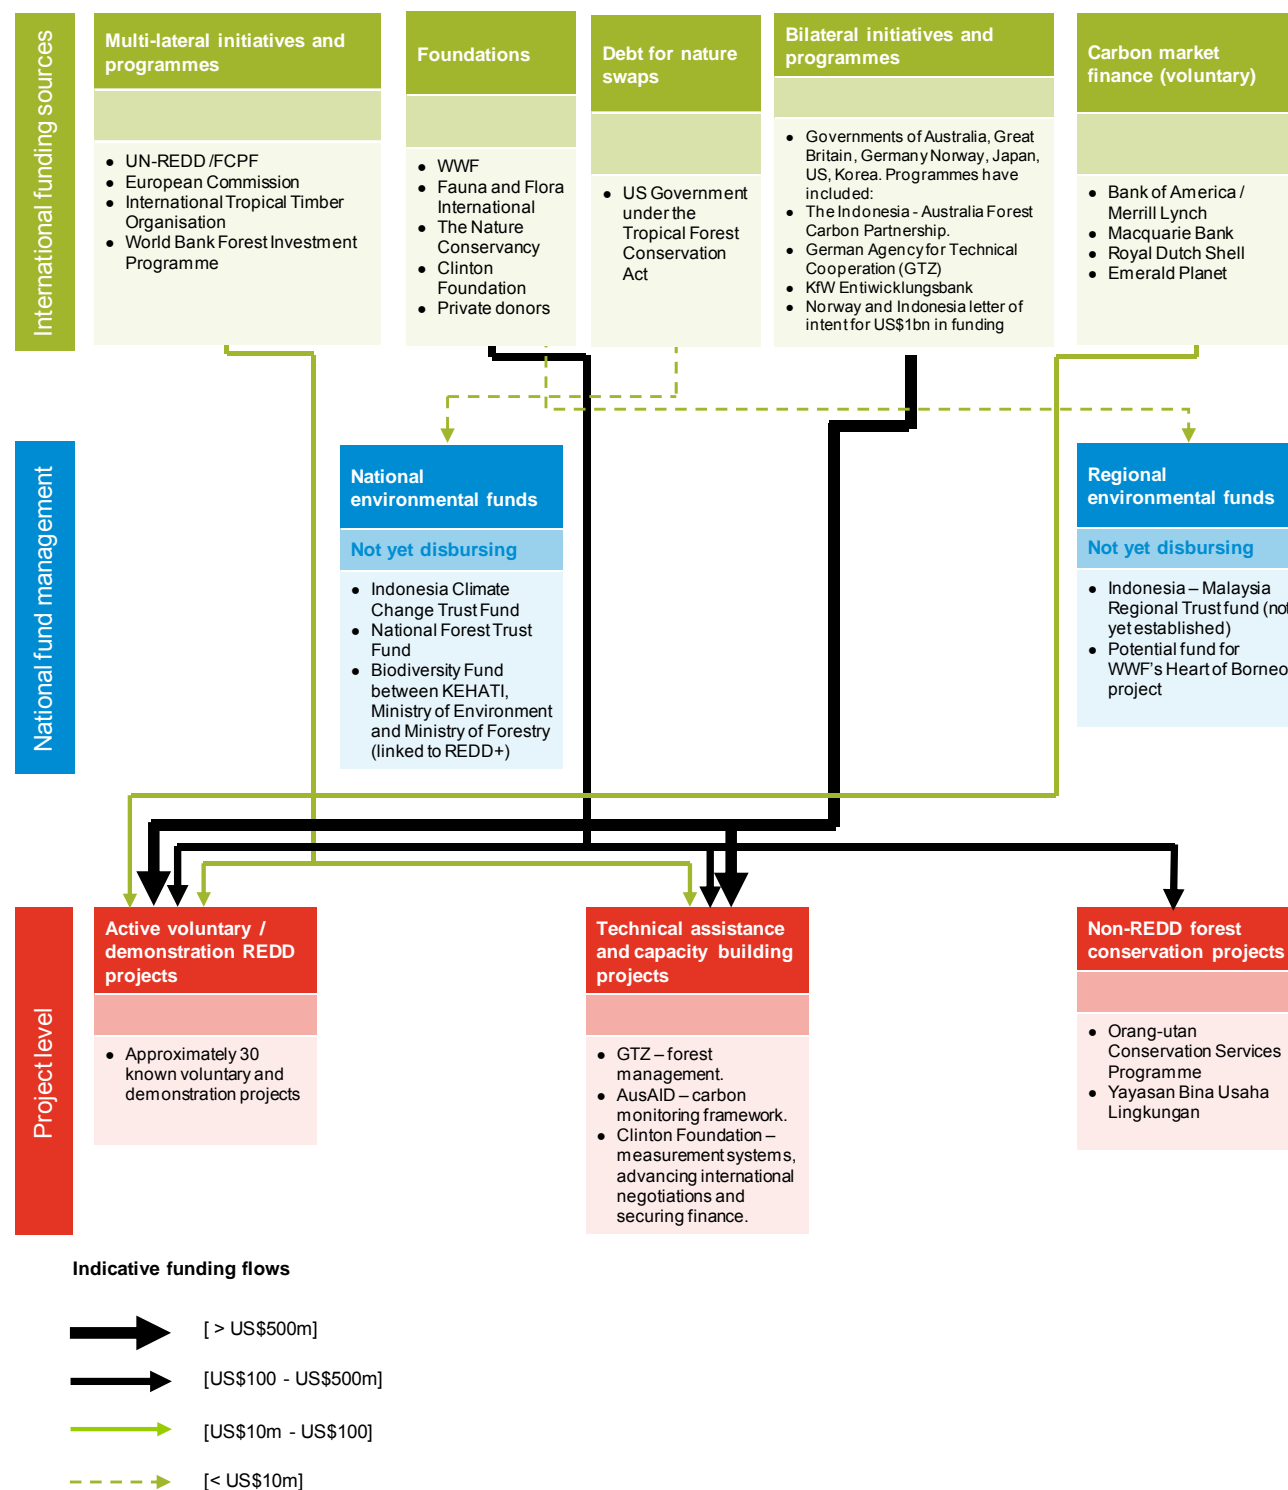 International funding sources
Multi-lateral initiatives and
programmes
● UN-REDD /FCPF
● European Commission
● International Tropical Timber
Organisation
● World Bank Forest Investment
Programme
Foundations
● WWF
● Fauna and Flora
International
● The Nature
Conservancy
● Clinton
Foundation
● Private donors
Debt for nature
swaps
● US Government
under the
Tropical Forest
Conservation
Act
Bilateral initiatives and
programmes
● Governments of Australia, Great
Britain, Germany Norway, Japan,
US, Korea. Programmes have
included:
● The Indonesia - Australia Forest
Carbon Partnership.
● German Agency for Technical
Cooperation (GTZ)
● KfW Entiwicklungsbank
● Norway and Indonesia letter of
intent for US$1bn in funding
Carbon market
finance (voluntary)
● Bank of America /
Merrill Lynch
● Macquarie Bank
● Royal Dutch Shell
● Emerald Planet
National fund management
National
environmental funds
Not yet disbursing
● Indonesia Climate
Change Trust Fund
● National Forest Trust
Fund
● Biodiversity Fund
between KEHATI,
Ministry of Environment
and Ministry of Forestry
(linked to REDD+)
Regional
environmental funds
Not yet disbursing
● Indonesia – Malaysia
Regional Trust fund (not
yet established)
● Potential fund for
WWF's Heart of Borneo
project
Project level
Active voluntary /
demonstration REDD
projects
● Approximately 30
known voluntary and
demonstration projects
Technical assistance
and capacity building
projects
● GTZ – forest
management.
● AusAID – carbon
monitoring framework.
● Clinton Foundation –
measurement systems,
advancing international
negotiations and
securing finance.
Non-REDD forest
conservation projects
● Orang-utan
Conservation Services
Programme
● Yayasan Bina Usaha
Lingkungan
Indicative funding flows
[ > US$500m]
[US$100 - US$500m]
[US$10m - US$100]
[< US$10m]